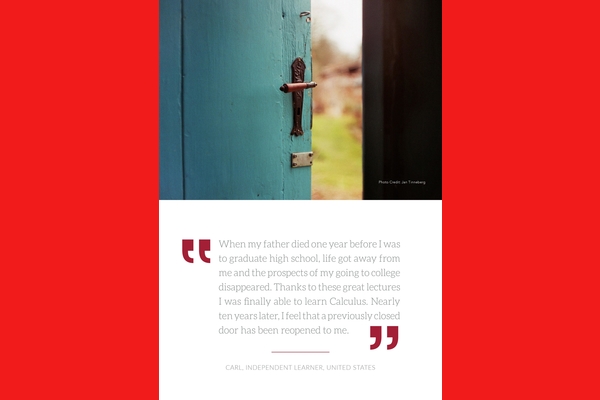 Photo Credit: Jan Tinneberg
When my father died one year before I was
to graduate high school, life got away from
me and the prospects of my going to college
disappeared. Thanks to these great lectures
I was finally able to learn Calculus. Nearly
ten years later, I feel that a previously closed
door has been reopened to me.
CARL, INDEPENDENT LEARNER, UNITED STATES